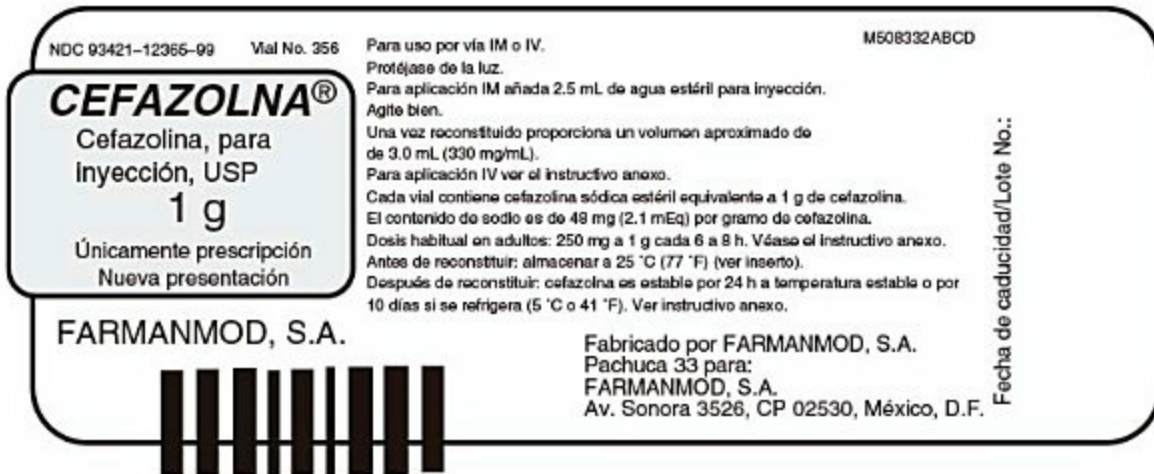 NDC 93421-12365-99 Vial No. 356
CEFAZOLNA®
Cefazolina, para
inyección, USP
1 g
Únicamente prescripción
Nueva presentación
FARMANMOD, S.A.
Para uso por vía IM o IV.
Protéjase de la luz.
Para aplicación IM añada 2.5 mL de agua estéril para inyección.
Agite bien.
Una vez reconstituido proporciona un volumen aproximado de
de 3.0 mL (330 mg/mL).
Para aplicación IV ver el instructivo anexo.
Cada vial contiene cefazolina sódica estéril equivalente a 1 g de cefazolina.
El contenido de sodio es de 48 mg (2.1 mEq) por gramo de cefazolina.
Dosis habitual en adultos: 250 mg a 1 g cada 6 a 8 h. Véase el instructivo anexo.
Antes de reconstituir: almacenar a 25 °C (77 °F) (ver inserto).
Después de reconstituir: cefazolna es estable por 24 h a temperatura estable o por
10 días si se refrigera (5 °C o 41 °F). Ver instructivo anexo.
Fabricado por FARMANMOD, S.A.
Pachuca 33 para:
FARMANMOD, S.A.
Av. Sonora 3526, CP 02530, México, D.F.
M508332ABCD
Fecha de caducidad/Lote No.: